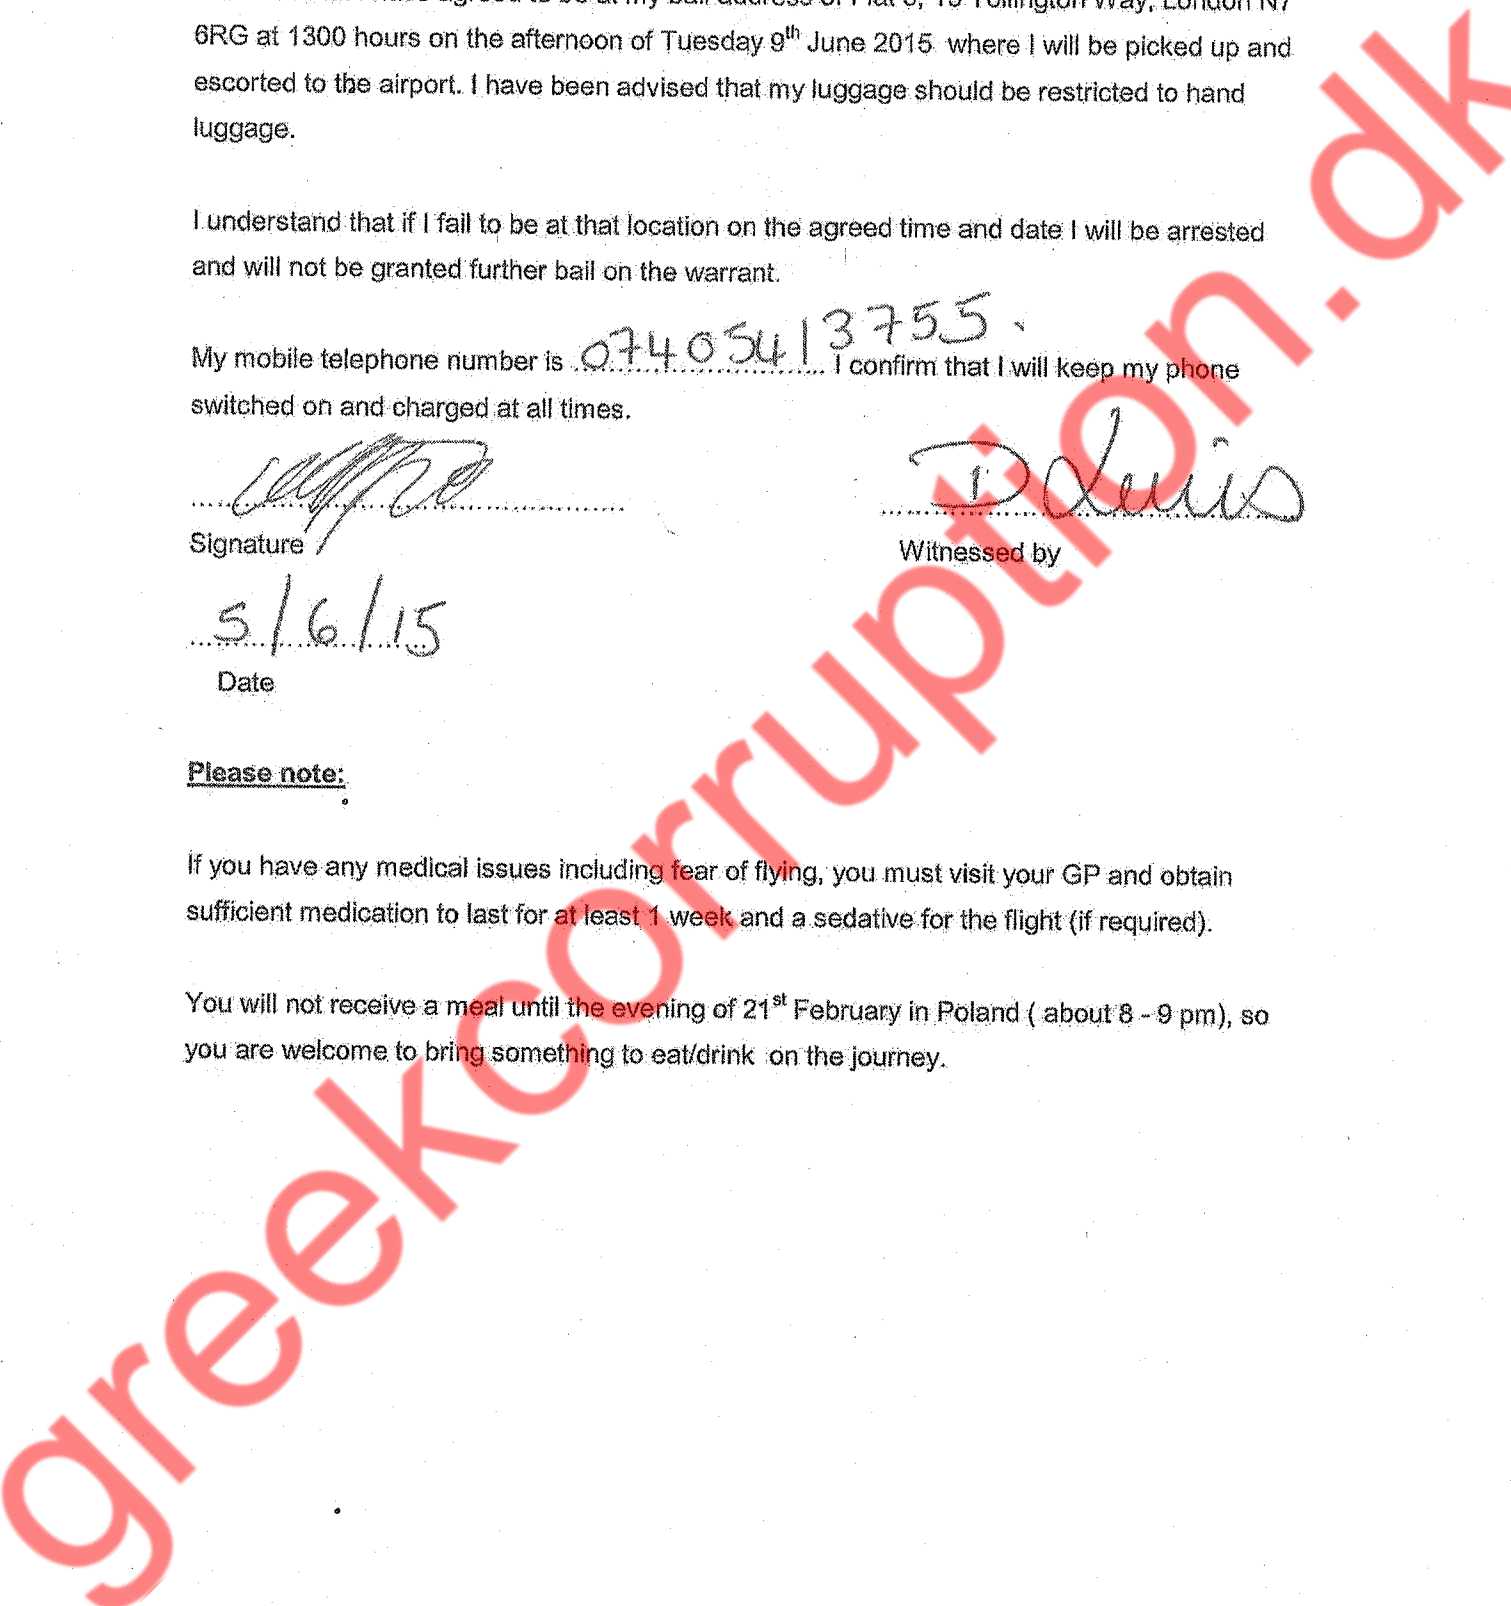 6RG at 1300 hours on the afternoon of Tuesday 9th June 2015 where I will be picked up and
escorted to the airport. I have been advised that my luggage should be restricted to hand
luggage.
I understand that if I fail to be at that location on the agreed time and date I will be arrested
and will not be granted further bail on the warrant.
My mobile telephone number is 07405413755. I confirm that I will keep my phone
switched on and charged at all times.
Signature
Witnessed by
5/6/15
Date
Please note:
If you have any medical issues including fear of flying, you must visit your GP and obtain
sufficient medication to last for at least 1 week and a sedative for the flight (if required).
You will not receive a meal until the evening of 21st February in Poland ( about 8 - 9 pm), so
you are welcome to bring something to eat/drink on the journey.
greekcorruption.dk